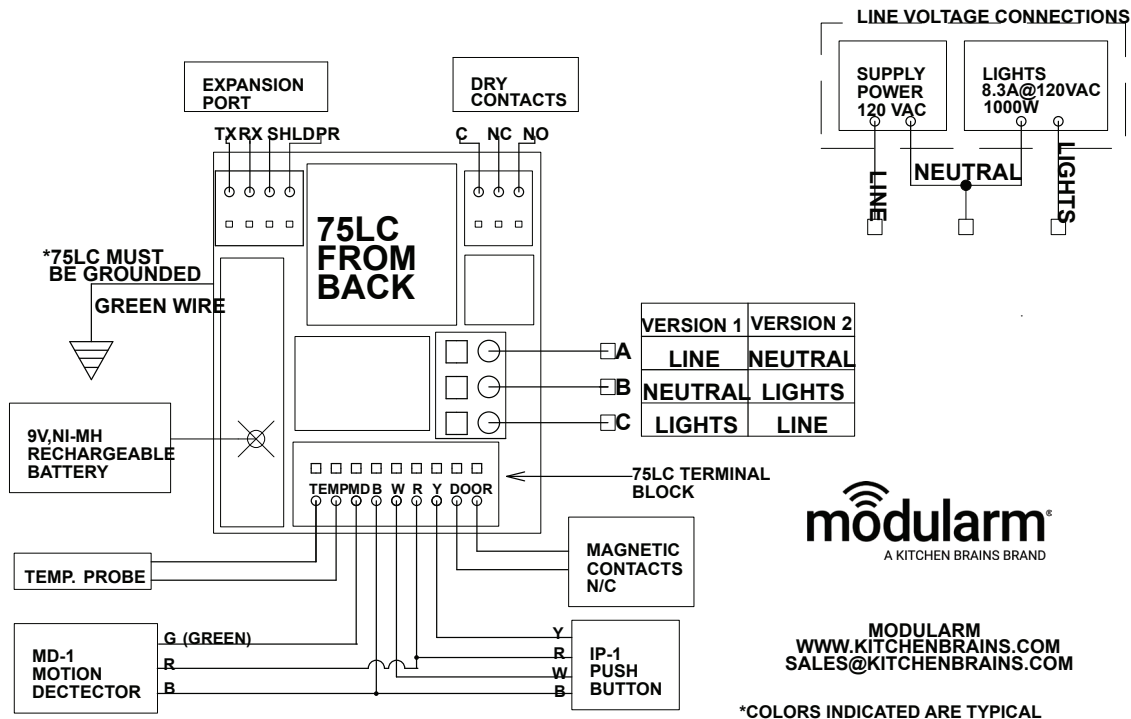 LINE VOLTAGE CONNECTIONS
SUPPLY
POWER
120 VAC
LIGHTS
8.3A@120VAC
1000W
LINE
NEUTRAL
LIGHTS
EXPANSION
PORT
DRY
CONTACTS
TX RX SHLD PR
C NC NO
75LC
FROM
BACK
*75LC MUST
BE GROUNDED
GREEN WIRE
9V,NI-MH
RECHARGEABLE
BATTERY
A
B
C
VERSION 1 VERSION 2
LINE NEUTRAL
NEUTRAL LIGHTS
LIGHTS LINE
TEMP MD B W R Y DOOR
75LC TERMINAL
BLOCK
TEMP. PROBE
MAGNETIC
CONTACTS
N/C
MD-1
MOTION
DECTECTOR
G (GREEN)
R
B
Y
R
W
B
IP-1
PUSH
BUTTON
modularm®
A KITCHEN BRAINS BRAND
MODULARM
WWW.KITCHENBRAINS.COM
SALES@KITCHENBRAINS.COM
*COLORS INDICATED ARE TYPICAL